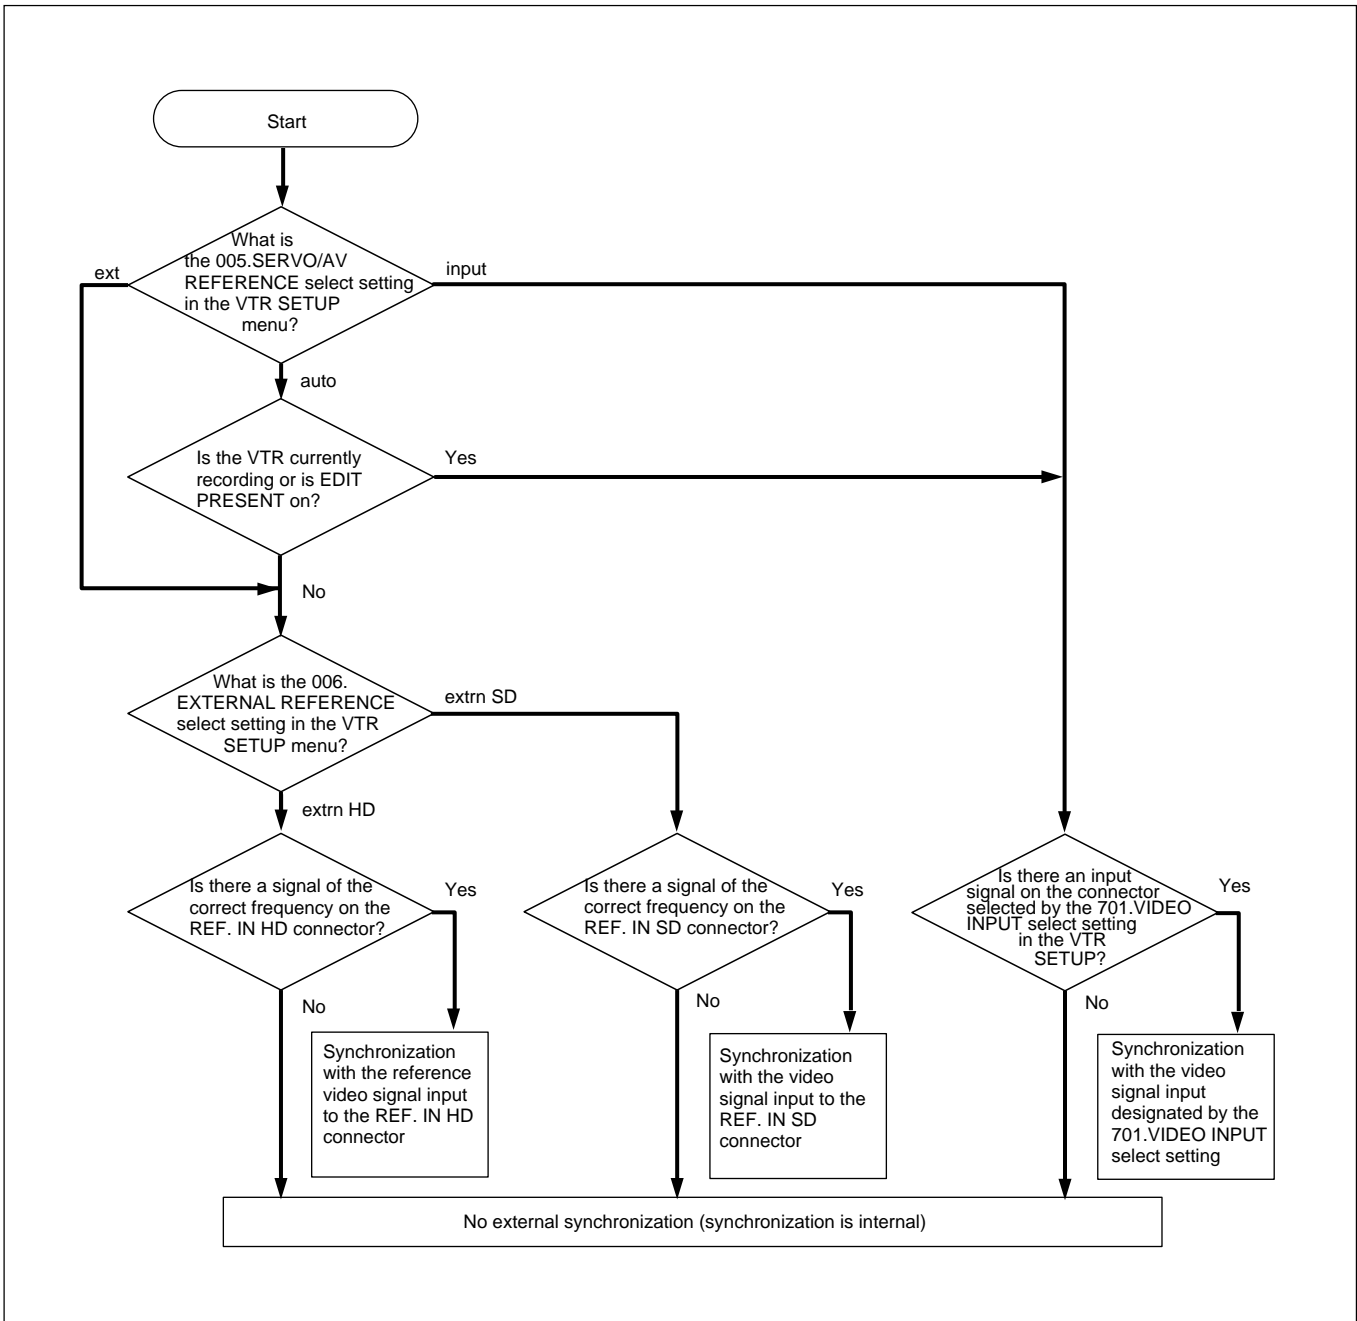 Start
What is
the 005.SERVO/AV
REFERENCE select setting
in the VTR SETUP
menu?
ext
input
auto
Is the VTR currently
recording or is EDIT
PRESENT on?
Yes
No
What is the 006.
EXTERNAL REFERENCE
select setting in the VTR
SETUP menu?
extrn SD
extrn HD
Is there a signal of the
correct frequency on the
REF. IN HD connector?
Yes
No
Is there a signal of the
correct frequency on the
REF. IN SD connector?
Yes
No
Is there an input
signal on the connector
selected by the 701.VIDEO
INPUT select setting
in the VTR
SETUP?
Yes
No
Synchronization
with the reference
video signal input
to the REF. IN HD
connector
Synchronization
with the video
signal input to the
REF. IN SD
connector
Synchronization
with the video
signal input
designated by the
701.VIDEO INPUT
select setting
No external synchronization (synchronization is internal)